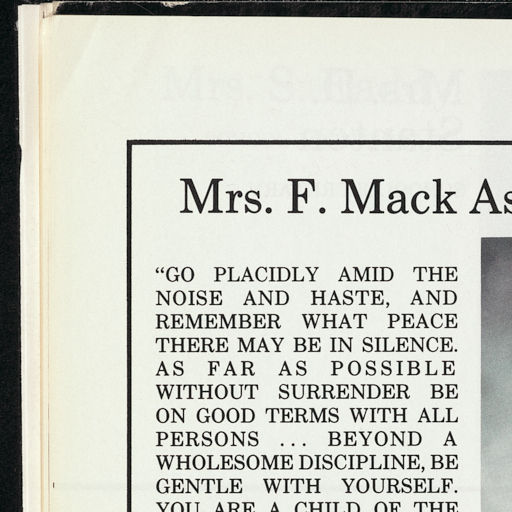 Mrs. F. Mack As
“GO PLACIDLY AMID THE
NOISE AND HASTE, AND
REMEMBER WHAT PEACE
THERE MAY BE IN SILENCE.
AS FAR AS POSSIBLE
WITHOUT SURRENDER BE
ON GOOD TERMS WITH ALL
PERSONS ... BEYOND A
WHOLESOME DISCIPLINE, BE
GENTLE WITH YOURSELF.
YOU ARE A CHILD OF THE